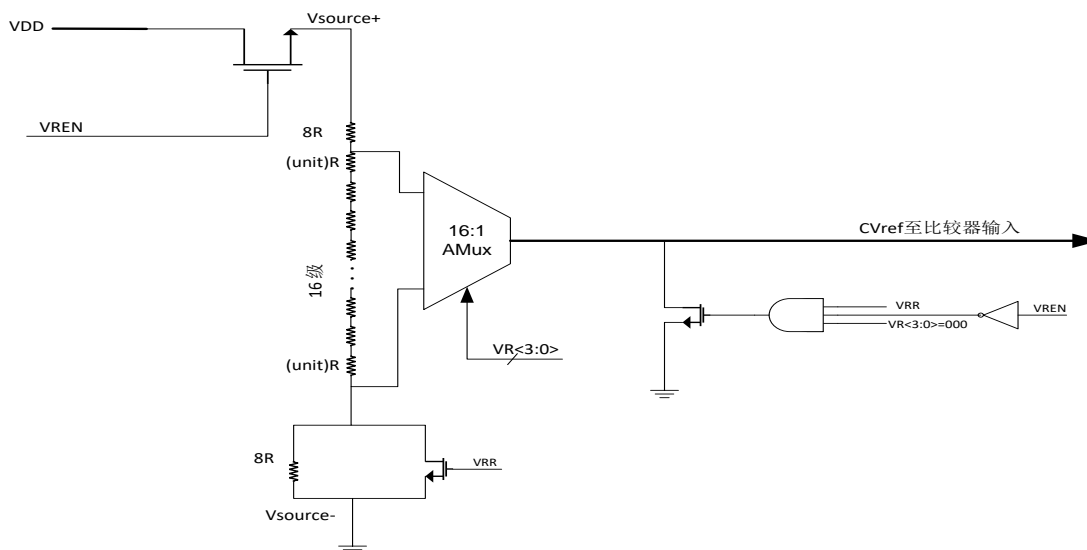 Vsource+
VDD
VREN
8R
(unit)R
16:1
AMux
CVref至比较器输入
16 级
VRR
VREN
VR<3:0>=000
(unit)R
VR<3:0>
8R
VRR
Vsource-